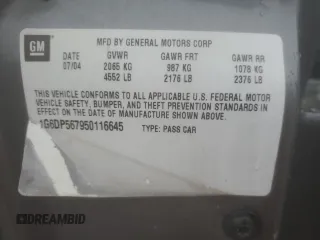 GM
MFD BY GENERAL MOTORS CORP
DATE GVWR GAWR FRT GAWR RR
07/04 2065 KG 987 KG 1078 KG
4552 LB 2176 LB 2376 LB
THIS VEHICLE CONFORMS TO ALL APPLICABLE U.S. FEDERAL MOTOR
VEHICLE SAFETY, BUMPER, AND THEFT PREVENTION STANDARDS
IN EFFECT ON THE DATE OF MANUFACTURE SHOWN ABOVE.
1G6DP567950116645 TYPE: PASS CAR
DREAMBID